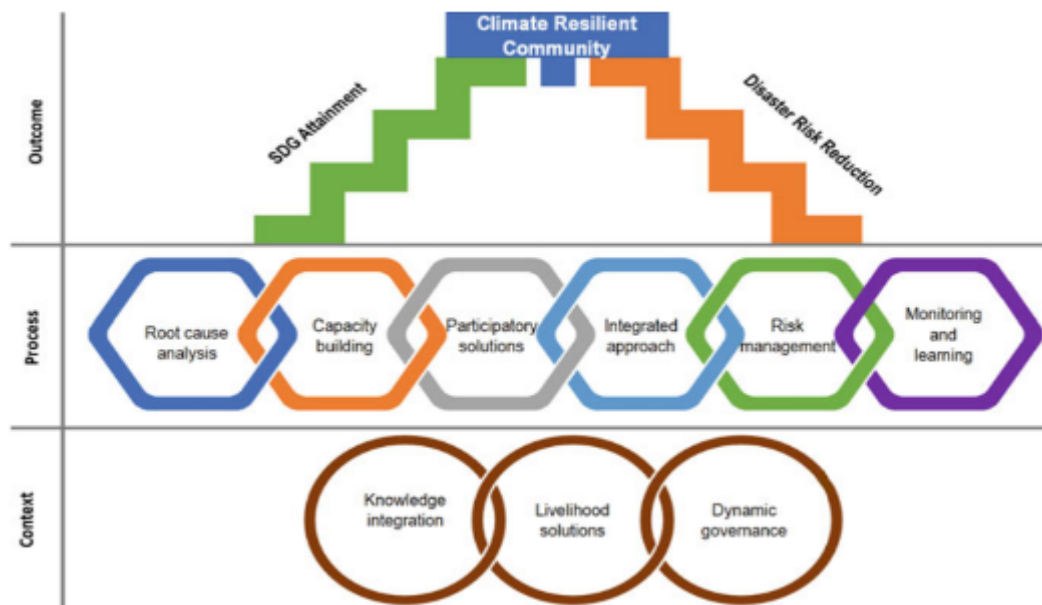 Climate Resilient
Community
SDG Attainment
Disaster Risk Reduction
Outcome
Process
Root cause
analysis
Capacity
building
Participatory
solutions
Integrated
approach
Risk
management
Monitoring
and
learning
Context
Knowledge
integration
Livelihood
solutions
Dynamic
governance